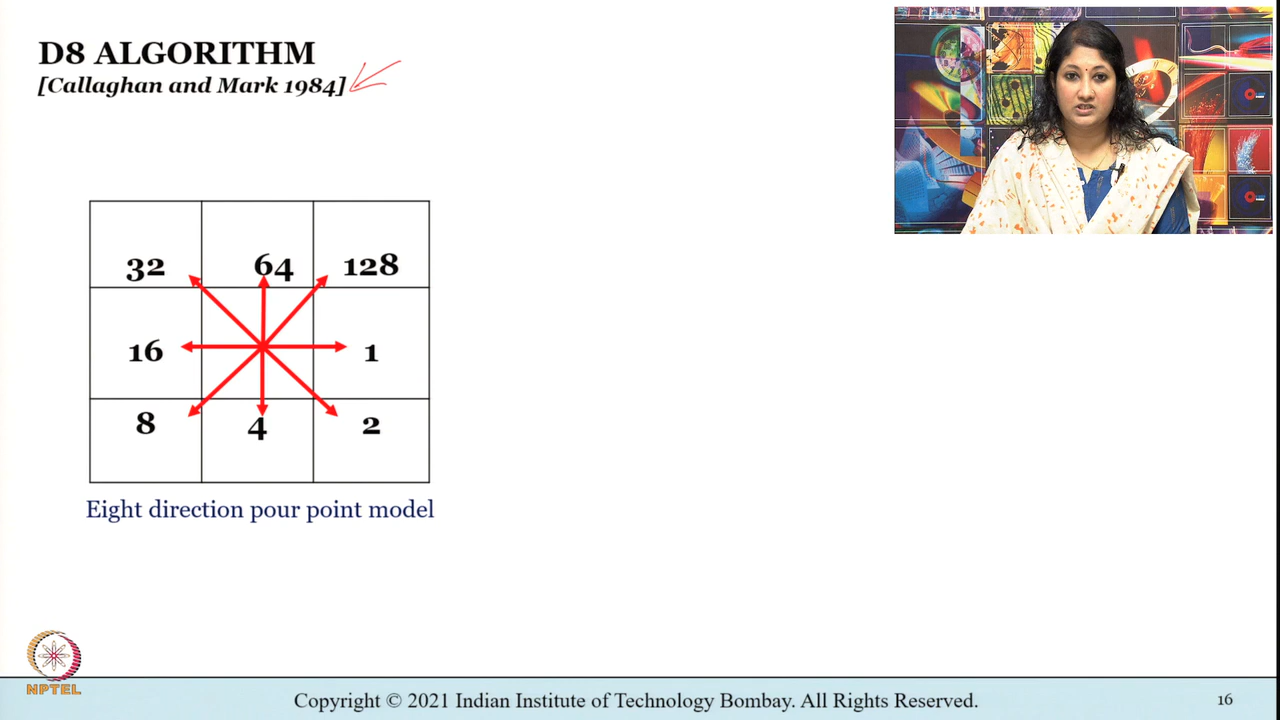 D8 ALGORITHM
[Callaghan and Mark 1984]
32 64 128
16 1
8 4 2
Eight direction pour point model
NPTEL
Copyright © 2021 Indian Institute of Technology Bombay. All Rights Reserved.
16